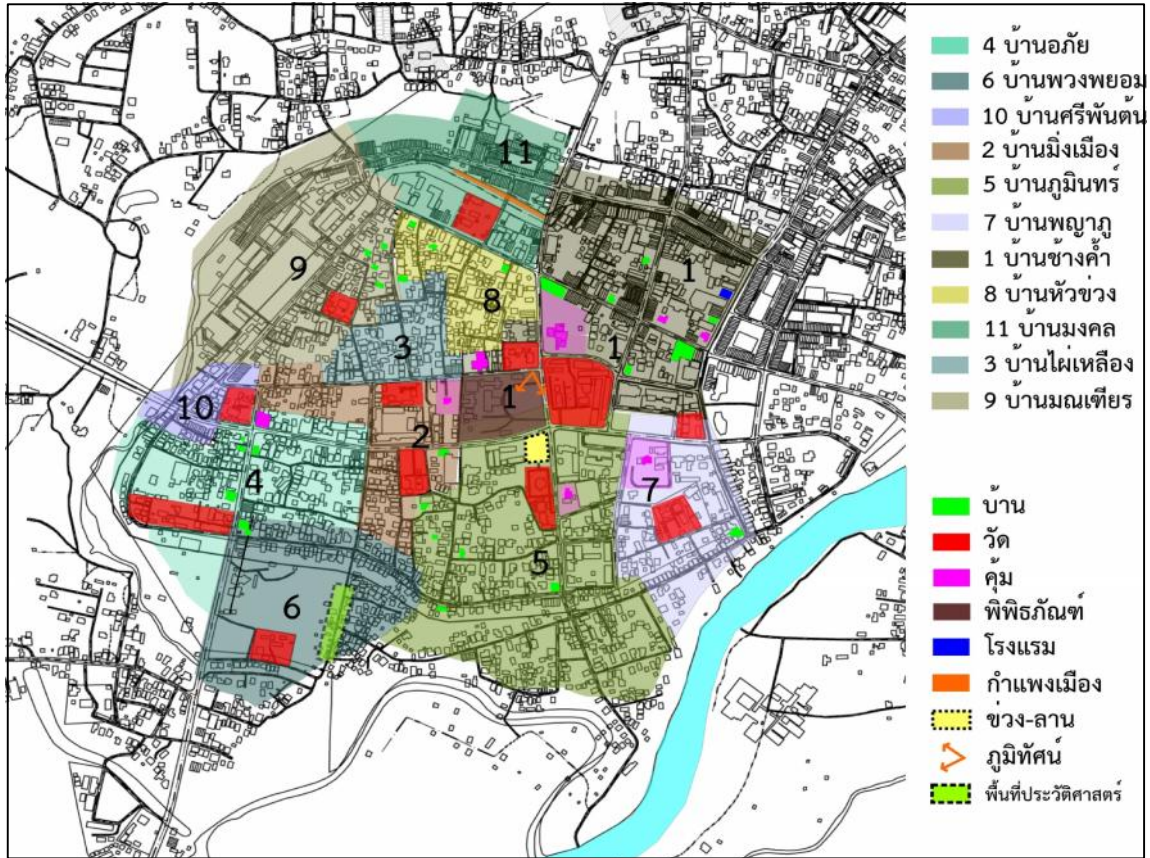 11
9
1
8
3
1
10
1
2
4
7
5
6
4 บ้านอภัย
6 บ้านพวงพยอม
10 บ้านศรีพันต้น
2 บ้านมิ่งเมือง
5 บ้านภูมินทร์
7 บ้านพญาภู
1 บ้านช้างค้ำ
8 บ้านหัวข่วง
11 บ้านมงคล
3 บ้านไผ่เหลือง
9 บ้านมณเฑียร
บ้าน
วัด
คุ้ม
พิพิธภัณฑ์
โรงแรม
กำแพงเมือง
ข่วง-ลาน
ภูมิทัศน์
พื้นที่ประวัติศาสตร์